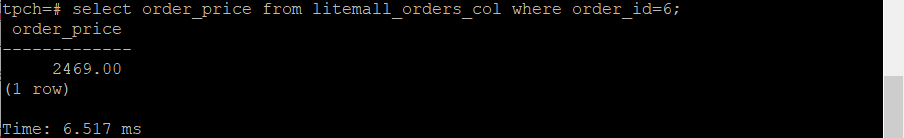 tpch=# select order_price from litemall_orders_col where order_id=6;
 order_price
-------------
     2469.00
(1 row)

Time: 6.517 ms